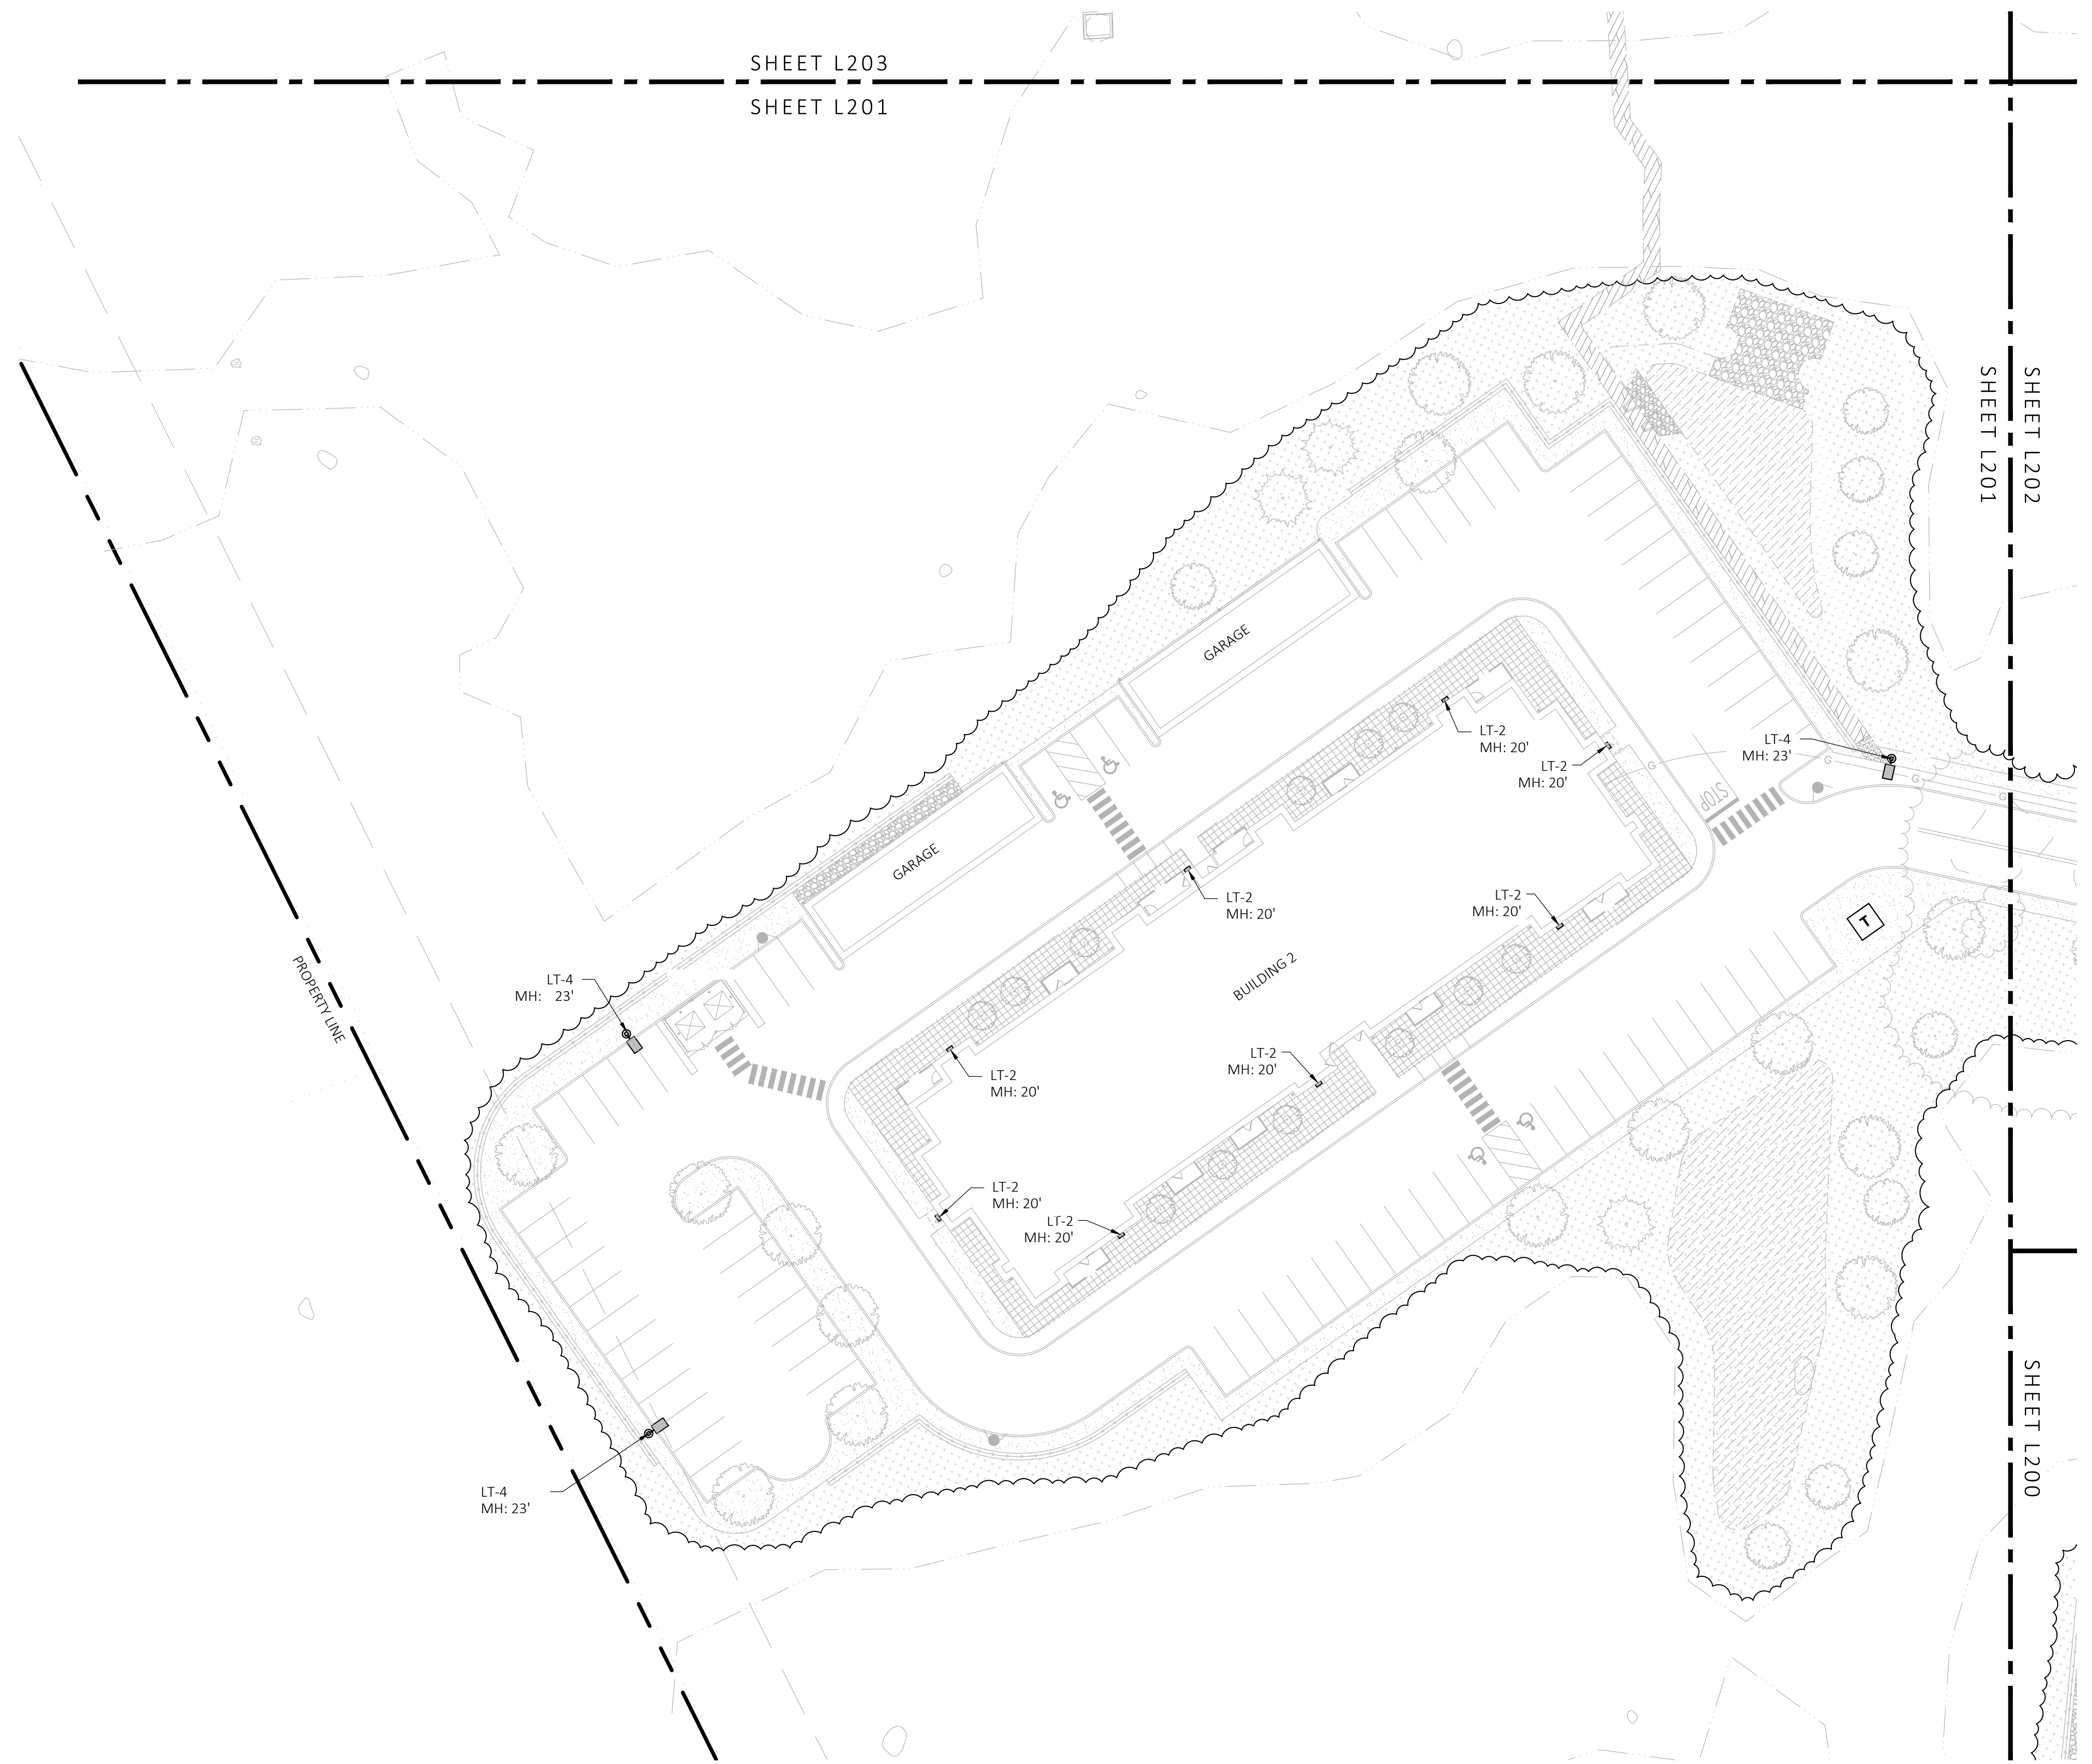 SHEET L203
SHEET L201
SHEET L201
SHEET L202
GARAGE
LT-2
MH: 20'
LT-2
MH: 20'
LT-4
MH: 23'
G
G
G
G
STOP
GARAGE
LT-2
MH: 20'
LT-2
MH: 20'
T
BUILDING 2
PROPERTY LINE
LT-4
MH: 23'
LT-2
MH: 20'
LT-2
MH: 20'
LT-2
MH: 20'
LT-2
MH: 20'
SHEET L200
LT-4
MH: 23'